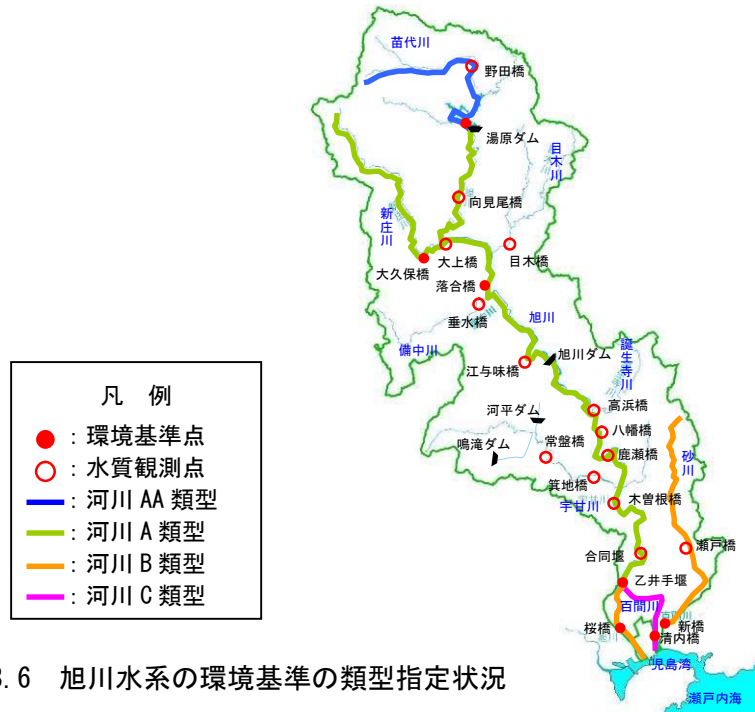 苗代川
野田橋
湯原ダム
目木川
向見尾橋
新庄川
大上橋
目木橋
大久保橋
落合橋
垂水橋
旭川
備中川
旭川ダム
誕生寺川
江与味橋
凡 例
●：環境基準点
○：水質観測点
：河川 AA 類型
：河川 A 類型
：河川 B 類型
：河川 C 類型
高浜橋
河平ダム
八幡橋
鳴滝ダム
常盤橋
鹿瀬橋
砂川
箕地橋
宇甘川
木曽根橋
合同堰
瀬戸橋
乙井手堰
百間川
桜橋
新橋
清内橋
児島湾
瀬戸内海
3.6 旭川水系の環境基準の類型指定状況